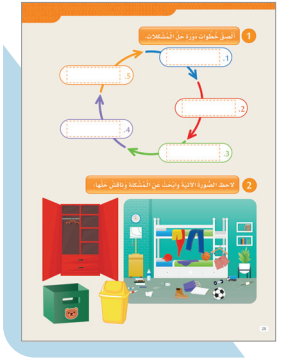 1 ألصق خطوات دورة حل المشكلات.
1.
2.
3.
4.
5.
2 لاحظ الصورة الآتية وابحث عن المشكلة وناقش حلها: